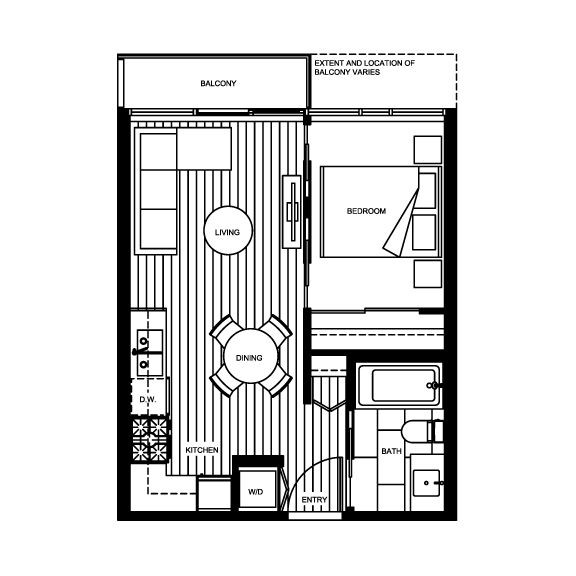 EXTENT AND LOCATION OF
BALCONY VARIES
BALCONY
BEDROOM
LIVING
DINING
D.W.
KITCHEN
BATH
W/D
ENTRY